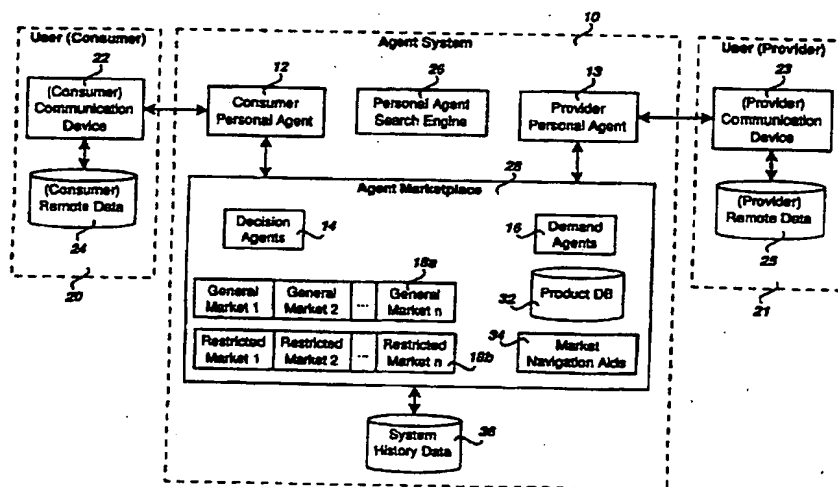 User (Consumer)
22
(Consumer)
Communication
Device
(Consumer)
Remote Data
24
20
Agent System
10
12
Consumer
Personal Agent
26
Personal Agent
Search Engine
13
Provider
Personal Agent
Agent Marketplace
28
Decision
Agents
14
16
Demand
Agents
18a
General
Market 1
General
Market 2
...
General
Market n
32
Product DB
Restricted
Market 1
Restricted
Market 2
...
Restricted
Market n
18b
34
Market
Navigation Aids
System
History Data
36
User (Provider)
23
(Provider)
Communication
Device
(Provider)
Remote Data
25
21